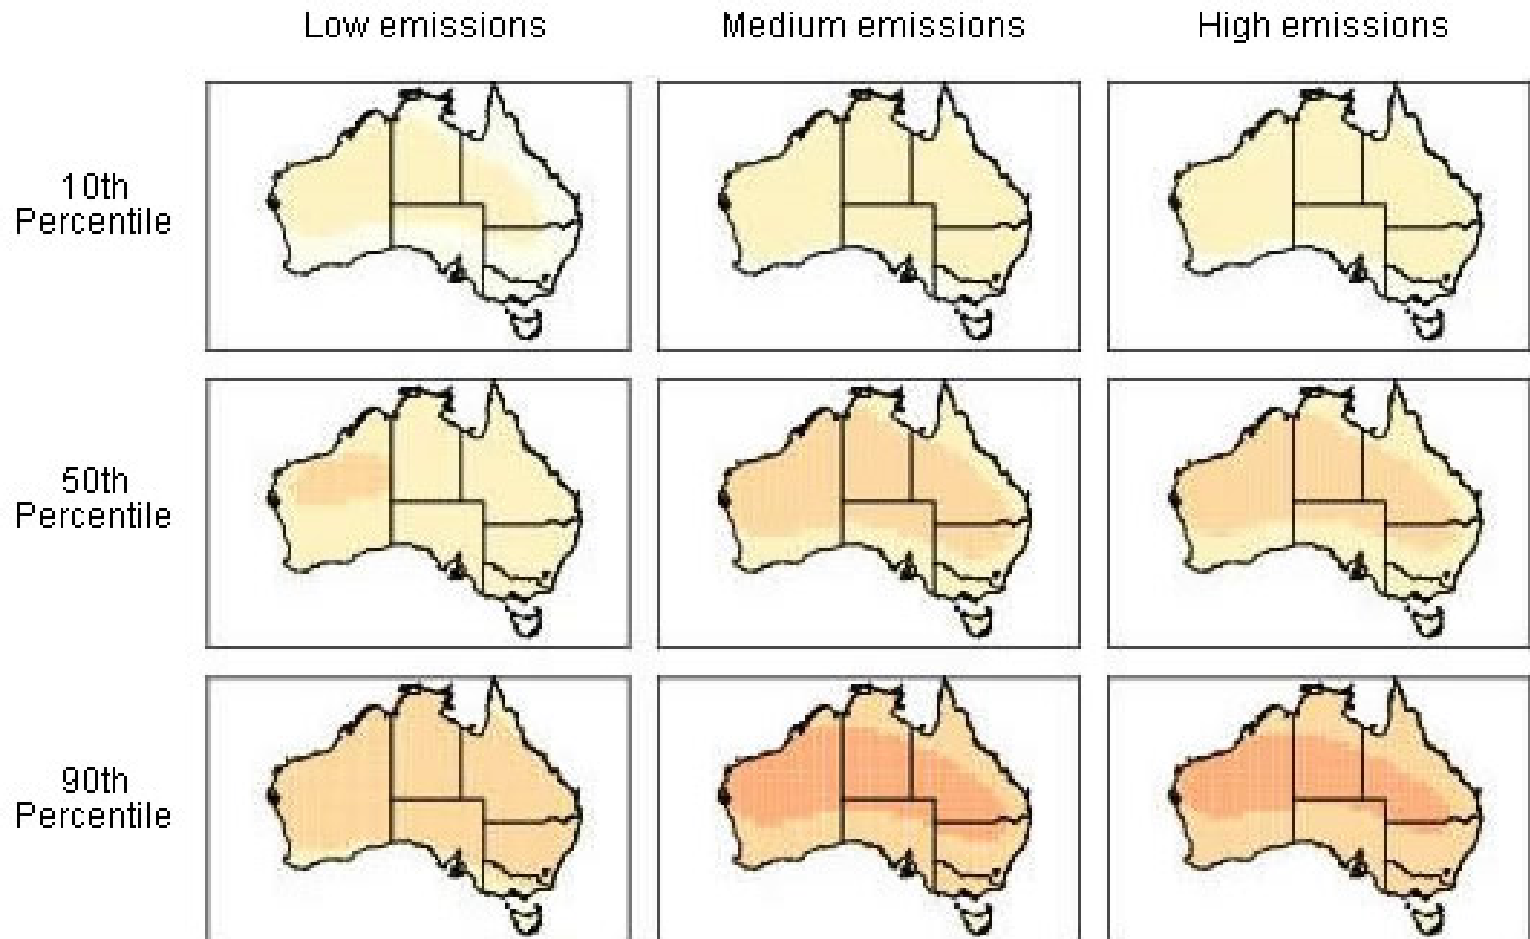 Low emissions
Medium emissions
High emissions
10th
Percentile
50th
Percentile
90th
Percentile